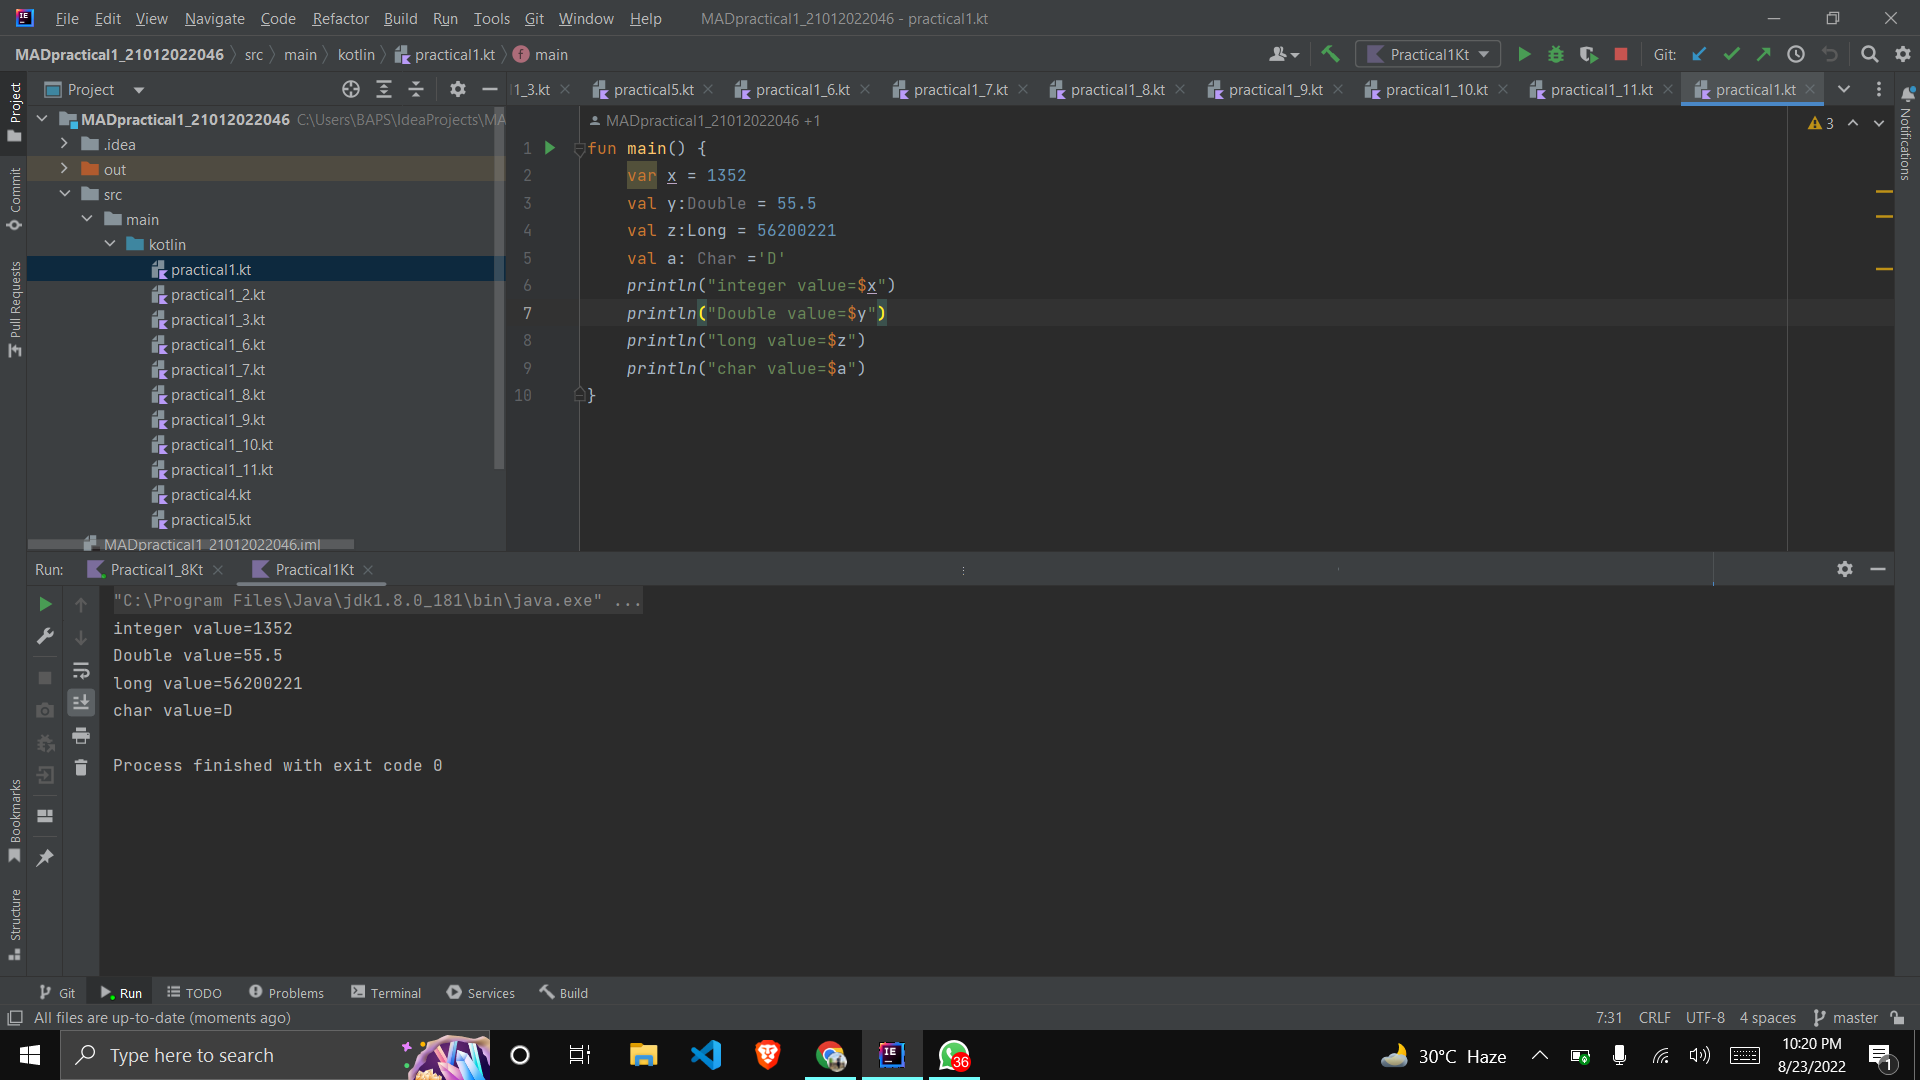 File Edit View Navigate Code Refactor Build Run Tools Git Window Help MADpractical1_21012022046 - practical1.kt
MADpractical1_21012022046 src main kotlin practical1.kt main Practical1Kt Git:
Project
1_3.kt practical5.kt practical1_6.kt practical1_7.kt practical1_8.kt practical1_9.kt practical1_10.kt practical1_11.kt practical1.kt
Project
Commit
Pull Requests
Bookmarks
Structure
Notifications
MADpractical1_21012022046 C:\Users\BAPS\IdeaProjects\MA
.idea
out
src
main
kotlin
practical1.kt
practical1_2.kt
practical1_3.kt
practical1_6.kt
practical1_7.kt
practical1_8.kt
practical1_9.kt
practical1_10.kt
practical1_11.kt
practical4.kt
practical5.kt
MADpractical1_21012022046.iml
MADpractical1_21012022046 +1
3
1 fun main() {
2 var x = 1352
3 val y:Double = 55.5
4 val z:Long = 56200221
5 val a: Char ='D'
6 println("integer value=$x")
7 println("Double value=$y")
8 println("long value=$z")
9 println("char value=$a")
10 }
Run: Practical1_8Kt Practical1Kt
"C:\Program Files\Java\jdk1.8.0_181\bin\java.exe" ...
integer value=1352
Double value=55.5
long value=56200221
char value=D
Process finished with exit code 0
Git Run TODO Problems Terminal Services Build
All files are up-to-date (moments ago) 7:31 CRLF UTF-8 4 spaces master
Type here to search
36
30°C Haze
10:20 PM
8/23/2022
1